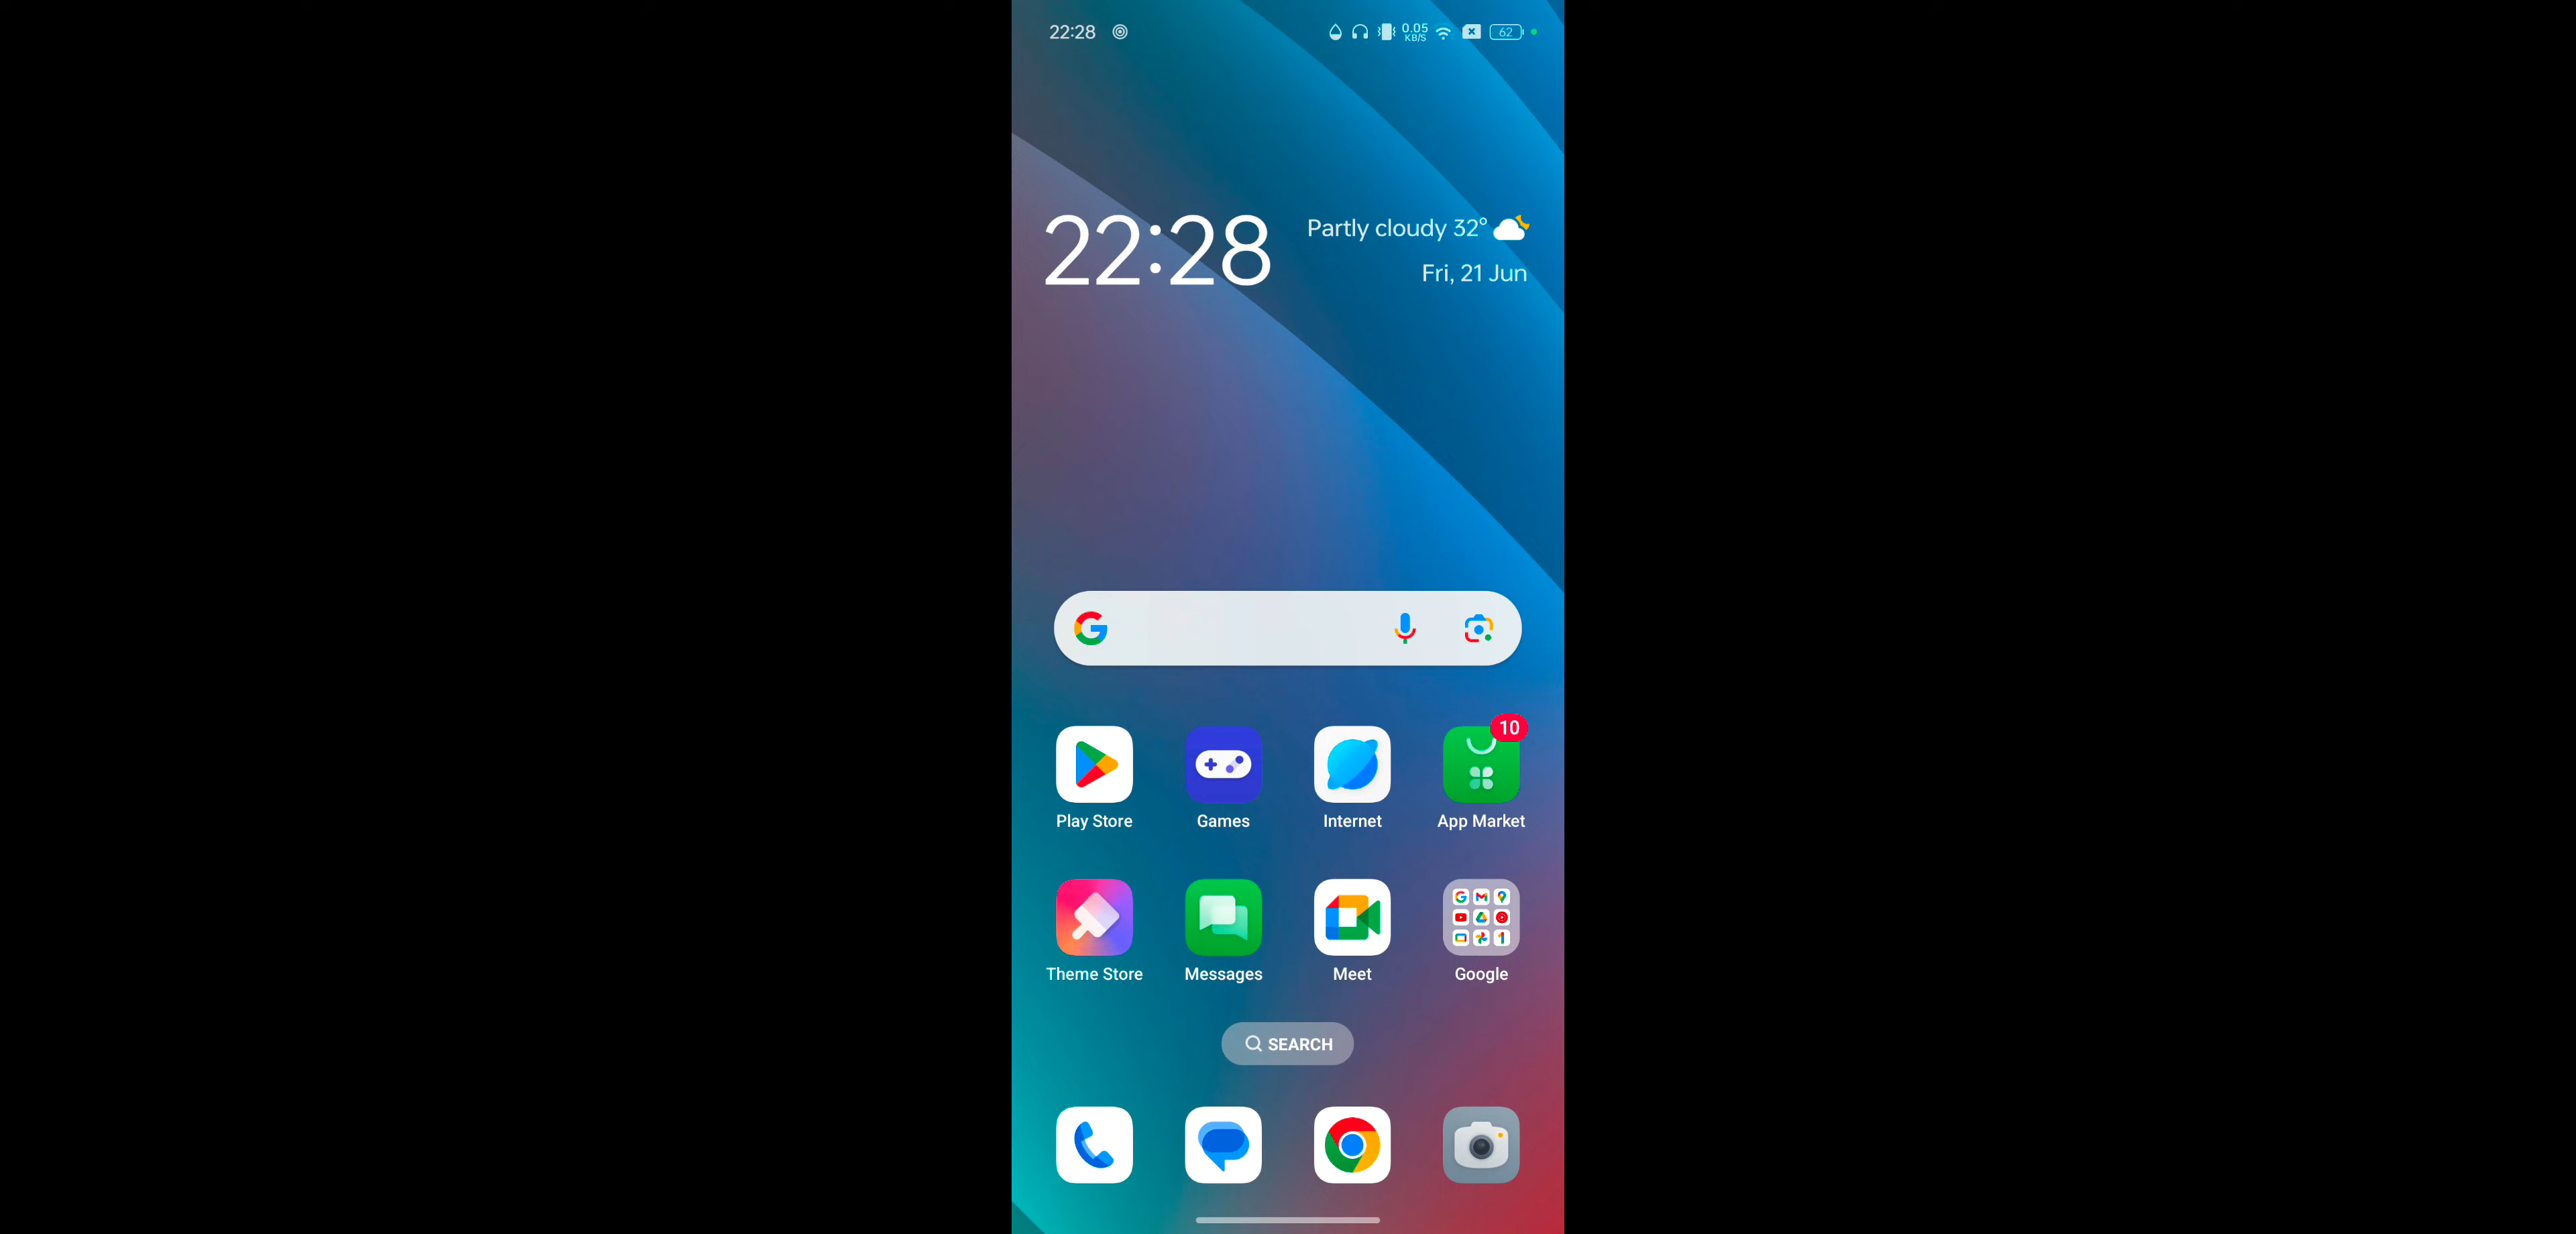 22:28
0.05
KB/S
62
22:28
Partly cloudy 32°
Fri, 21 Jun
10
Play Store
Games
Internet
App Market
Theme Store
Messages
Meet
Google
SEARCH